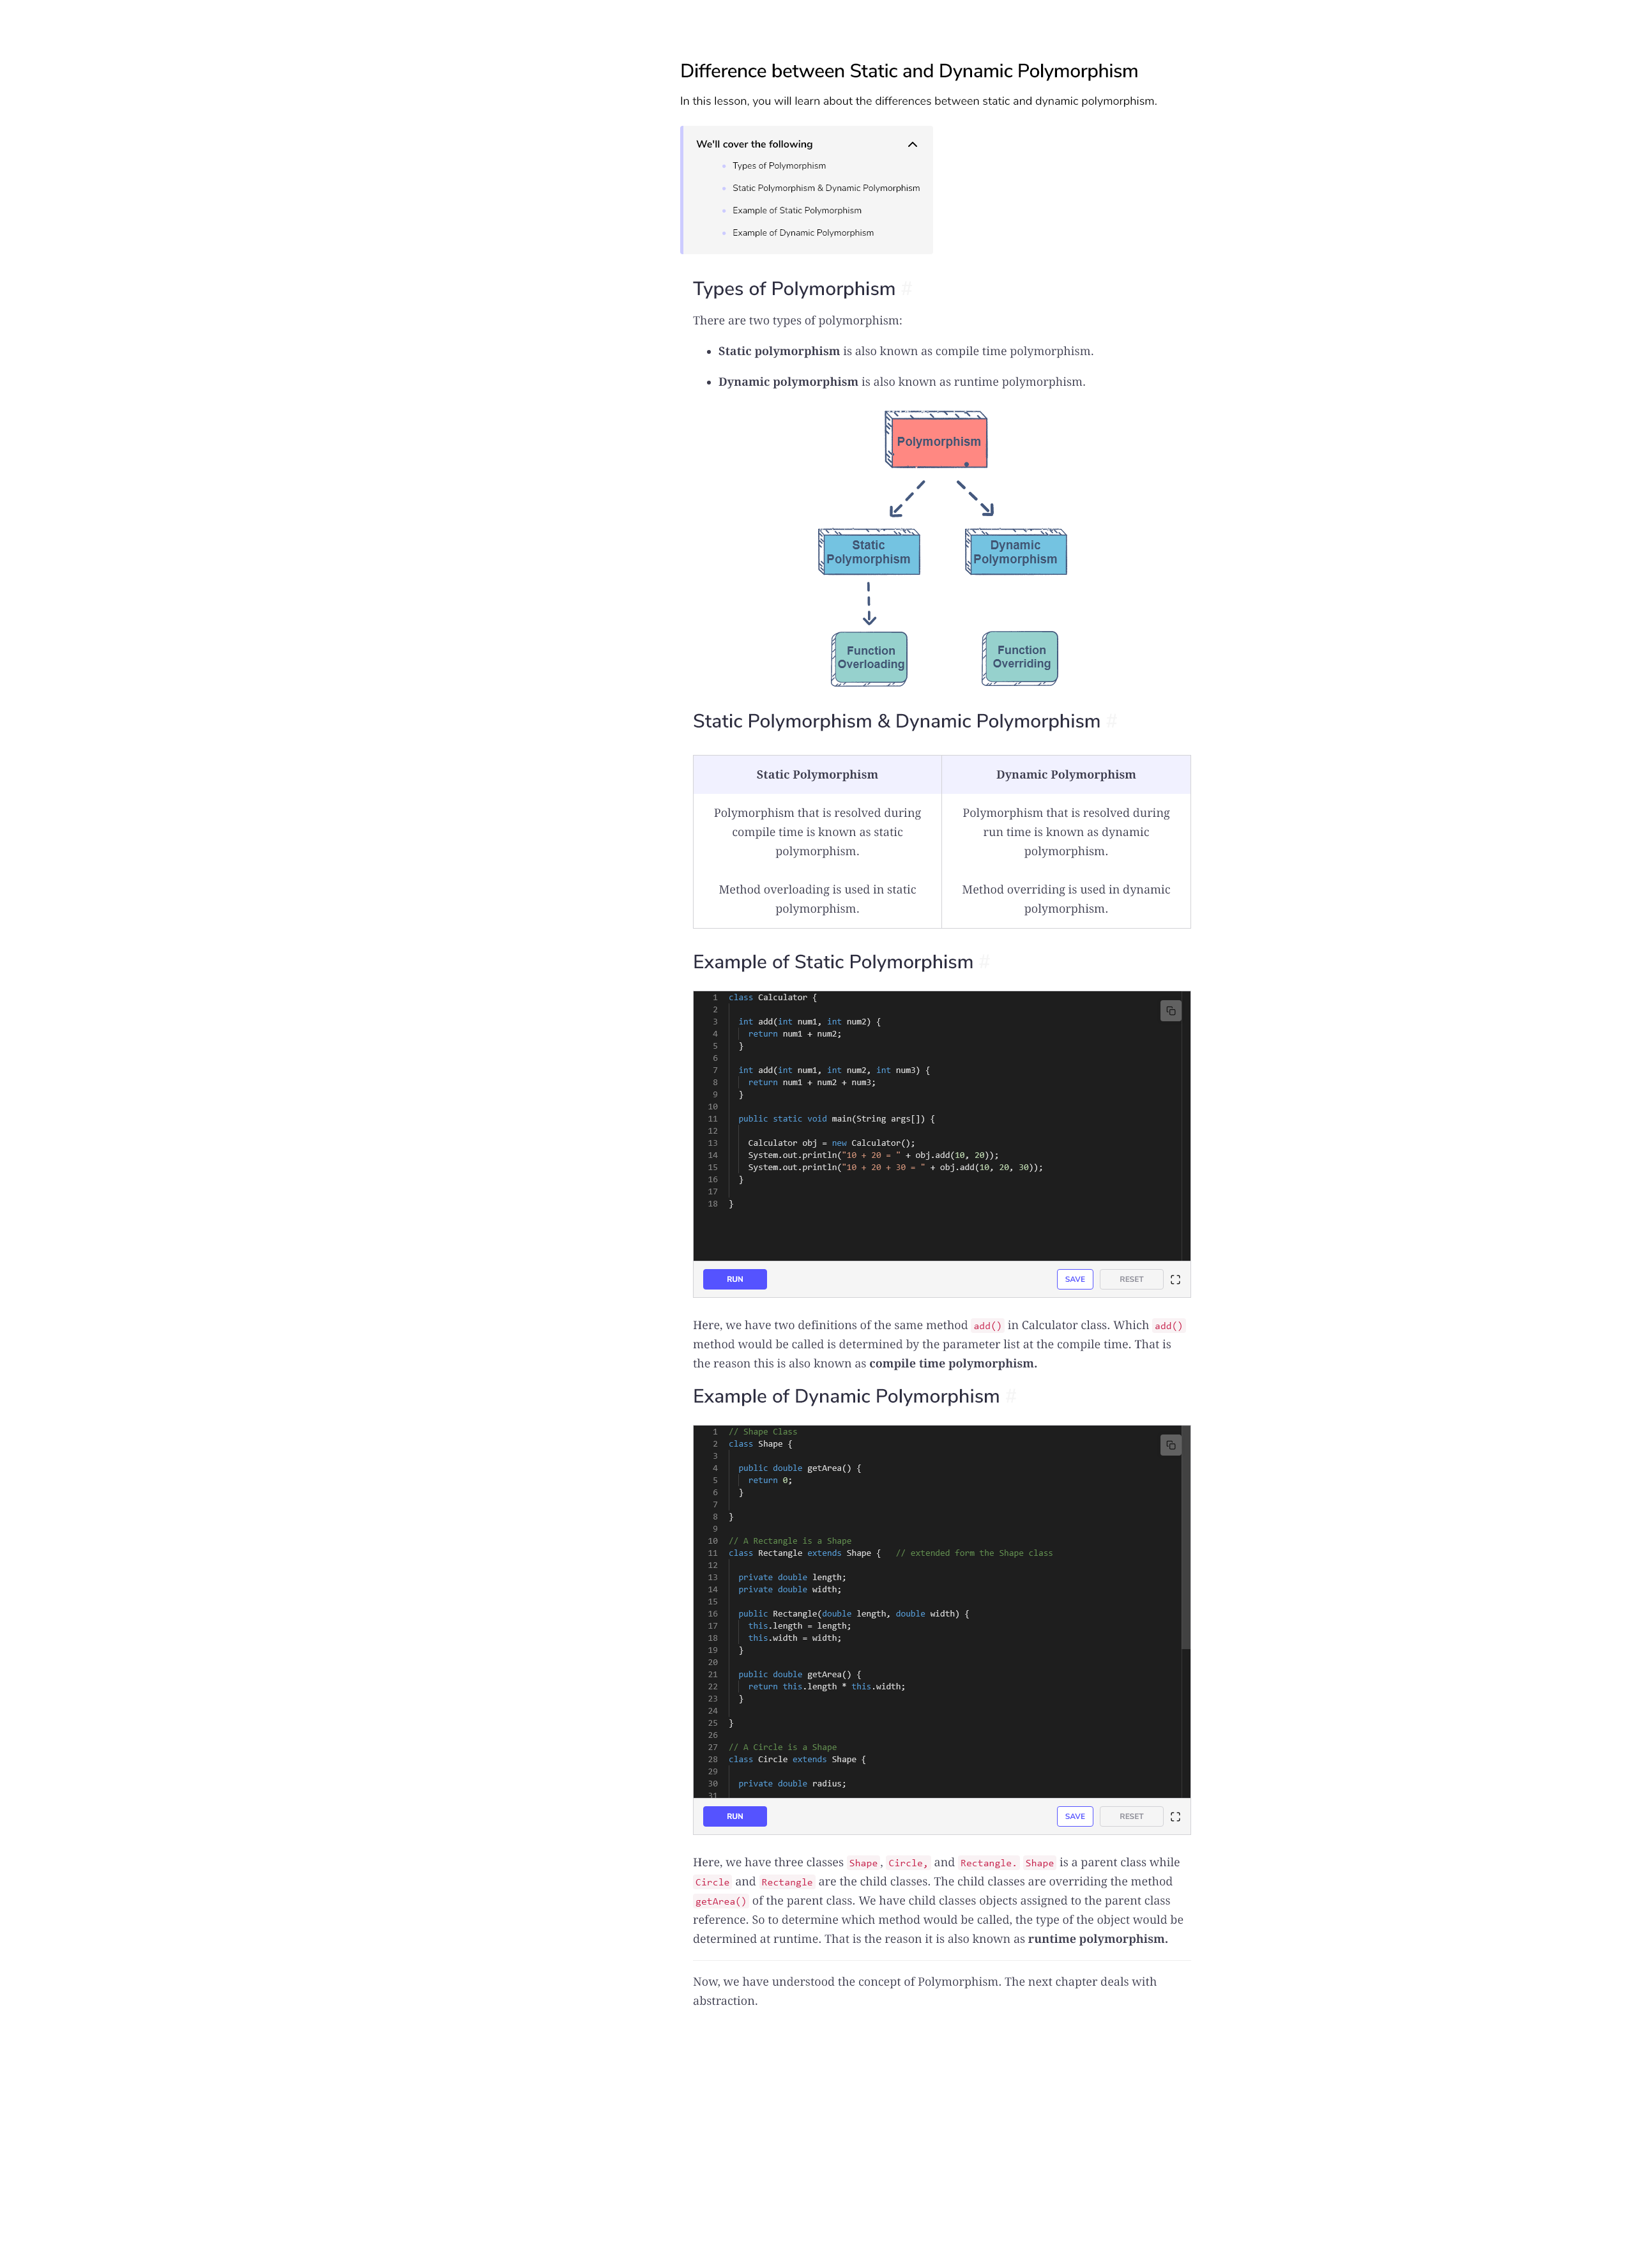 Difference between Static and Dynamic Polymorphism
In this lesson, you will learn about the differences between static and dynamic polymorphism.
We'll cover the following
Types of Polymorphism
Static Polymorphism & Dynamic Polymorphism
Example of Static Polymorphism
Example of Dynamic Polymorphism
Types of Polymorphism #
There are two types of polymorphism:
• Static polymorphism is also known as compile time polymorphism.
• Dynamic polymorphism is also known as runtime polymorphism.
Polymorphism
Static
Polymorphism
Dynamic
Polymorphism
Function
Overloading
Function
Overriding
Static Polymorphism & Dynamic Polymorphism #
Static Polymorphism
Dynamic Polymorphism
Polymorphism that is resolved during
compile time is known as static
polymorphism.
Polymorphism that is resolved during
run time is known as dynamic
polymorphism.
Method overloading is used in static
polymorphism.
Method overriding is used in dynamic
polymorphism.
Example of Static Polymorphism #
1 class Calculator {
2
3 int add(int num1, int num2) {
4 return num1 + num2;
5 }
6
7 int add(int num1, int num2, int num3) {
8 return num1 + num2 + num3;
9 }
10
11 public static void main(String args[]) {
12
13 Calculator obj = new Calculator();
14 System.out.println("10 + 20 = " + obj.add(10, 20));
15 System.out.println("10 + 20 + 30 = " + obj.add(10, 20, 30));
16 }
17
18 }
RUN SAVE RESET
Here, we have two definitions of the same method add() in Calculator class. Which add()
method would be called is determined by the parameter list at the compile time. That is
the reason this is also known as compile time polymorphism.
Example of Dynamic Polymorphism #
1 // Shape Class
2 class Shape {
3
4 public double getArea() {
5 return 0;
6 }
7
8 }
9
10 // A Rectangle is a Shape
11 class Rectangle extends Shape { // extended form the Shape class
12
13 private double length;
14 private double width;
15
16 public Rectangle(double length, double width) {
17 this.length = length;
18 this.width = width;
19 }
20
21 public double getArea() {
22 return this.length * this.width;
23 }
24
25 }
26
27 // A Circle is a Shape
28 class Circle extends Shape {
29
30 private double radius;
31
RUN SAVE RESET
Here, we have three classes Shape, Circle, and Rectangle. Shape is a parent class while
Circle and Rectangle are the child classes. The child classes are overriding the method
getArea() of the parent class. We have child classes objects assigned to the parent class
reference. So to determine which method would be called, the type of the object would be
determined at runtime. That is the reason it is also known as runtime polymorphism.
Now, we have understood the concept of Polymorphism. The next chapter deals with
abstraction.